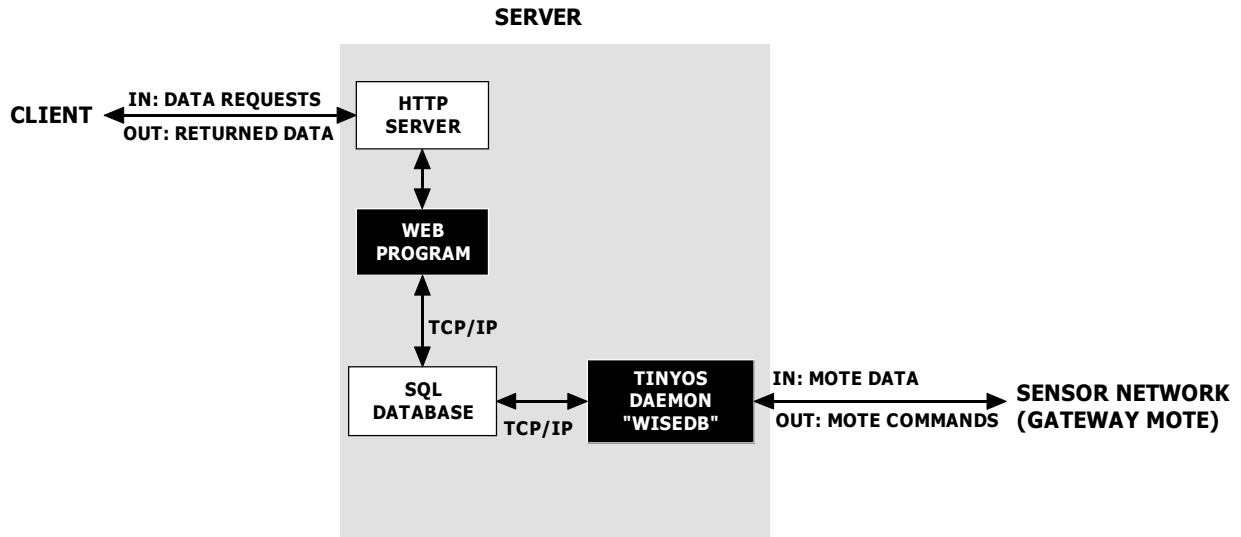 SERVER
CLIENT
IN: DATA REQUESTS
OUT: RETURNED DATA
HTTP
SERVER
WEB
PROGRAM
TCP/IP
SQL
DATABASE
TCP/IP
TINYOS
DAEMON
"WISEDB"
IN: MOTE DATA
OUT: MOTE COMMANDS
SENSOR NETWORK
(GATEWAY MOTE)